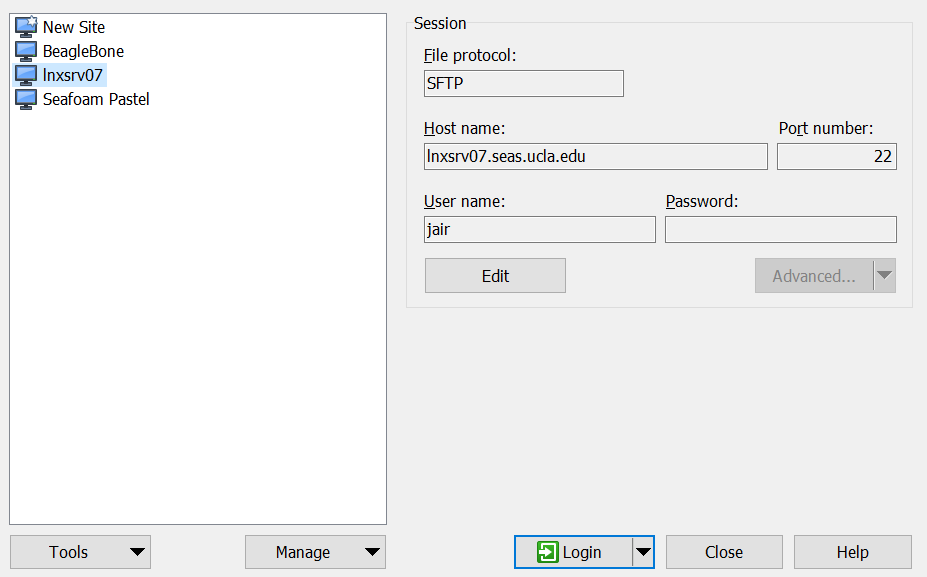 New Site
BeagleBone
lnxsrv07
Seafoam Pastel
Session
File protocol:
SFTP
Host name:
Port number:
lnxsrv07.seas.ucla.edu
22
User name:
Password:
jair
Edit
Advanced...
Tools
Manage
Login
Close
Help